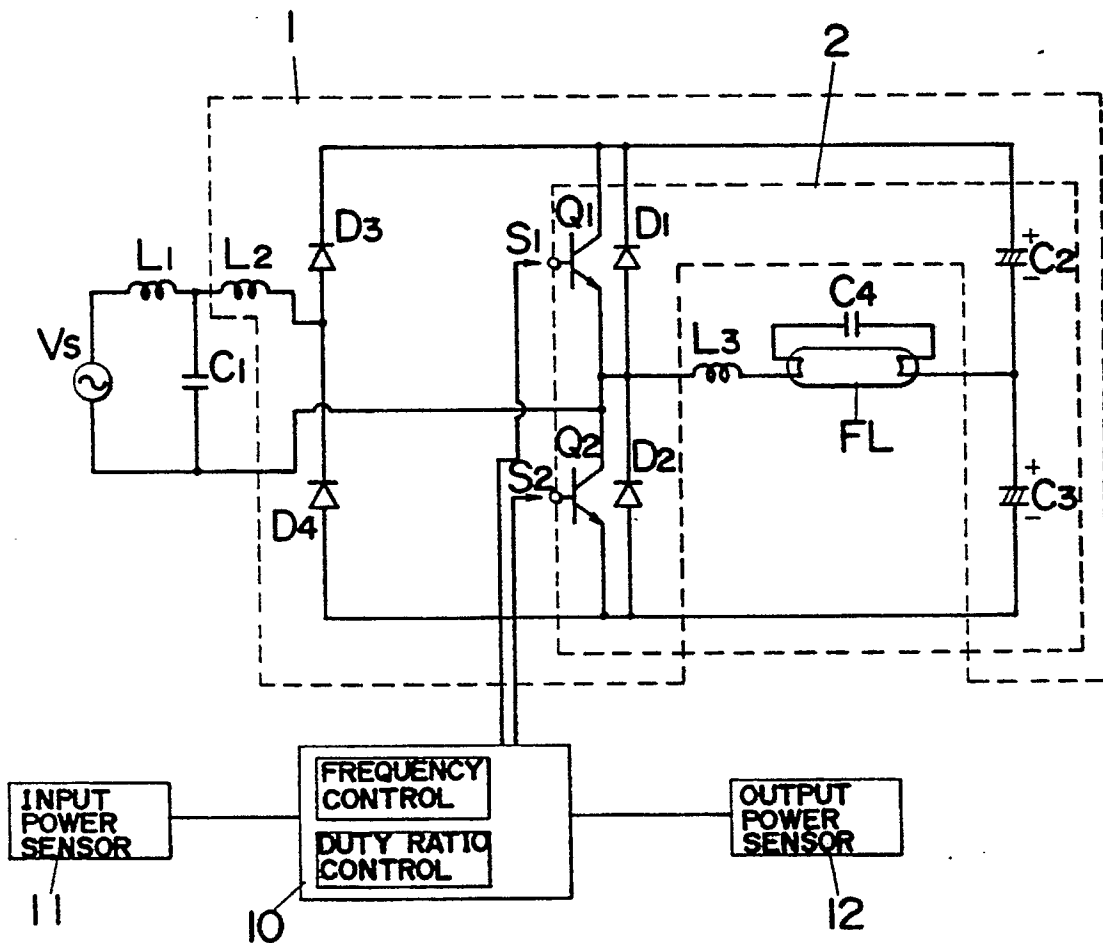 1
2
D3
Q1
D1
S1
L1
L2
C2
+
-
C4
Vs
C1
L3
FL
Q2
D2
S2
+
-
C3
D4
FREQUENCY
CONTROL
INPUT
POWER
SENSOR
OUTPUT
POWER
SENSOR
DUTY RATIO
CONTROL
11
10
12